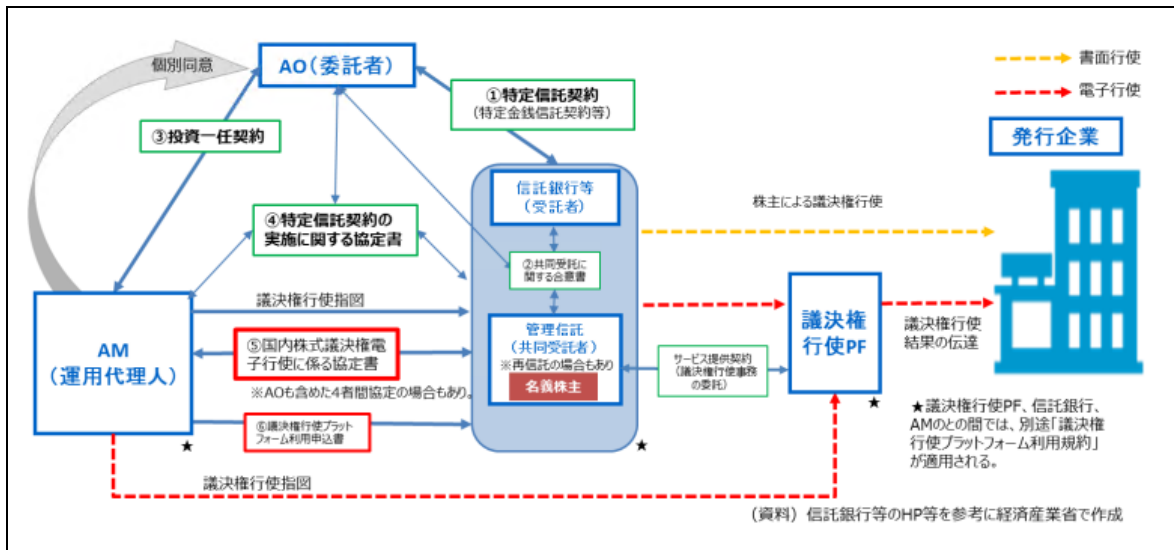 個別同意
AO(委託者)
①特定信託契約
(特定金銭信託契約等)
書面行使
電子行使
③投資一任契約
発行企業
信託銀行等
(受託者)
株主による議決権行使
④特定信託契約の
実施に関する協定書
②共同受託に
関する合意書
議決権行使指図
AM
(運用代理人)
⑤国内株式議決権電
子行使に係る協定書
※AOも含めた4者間協定の場合もあり。
⑥議決権行使プラット
フォーム利用申込書
★
管理信託
(共同受託者)
※再信託の場合もあり
名義株主
★
サービス提供契約
(議決権行使事務
の委託)
議決権
行使PF
★
議決権行使
結果の伝達
★議決権行使PF、信託銀行、
AMのとの間では、別途「議決権
行使プラットフォーム利用規約」
が適用される。
議決権行使指図
(資料)信託銀行等のHP等を参考に経済産業省で作成